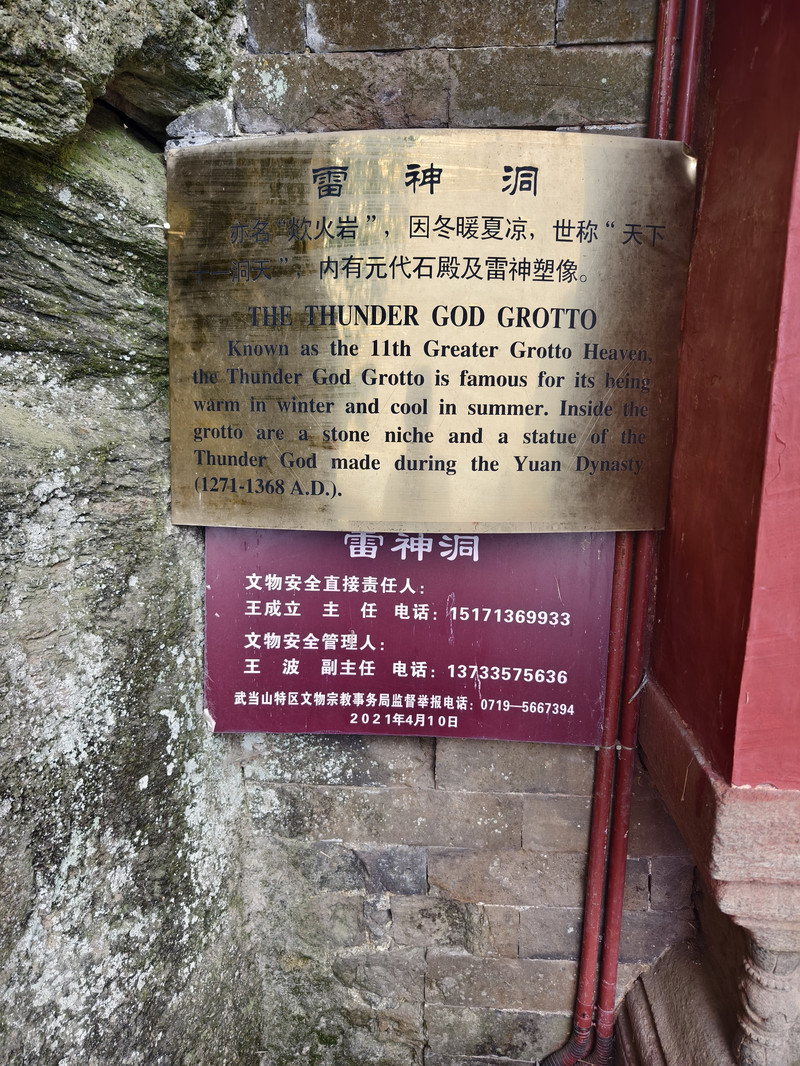 雷神洞
亦名“欻火岩”，因冬暖夏凉，世称“天下
十一洞天”；内有元代石殿及雷神塑像。
THE THUNDER GOD GROTTO
Known as the 11th Greater Grotto Heaven,
the Thunder God Grotto is famous for its being
warm in winter and cool in summer. Inside the
grotto are a stone niche and a statue of the
Thunder God made during the Yuan Dynasty
(1271-1368 A.D.).
雷神洞
文物安全直接责任人：
王成立 主 任 电话：15171369933
文物安全管理人：
王 波 副主任 电话：13733575636
武当山特区文物宗教事务局监督举报电话：0719—5667394
2021年4月10日